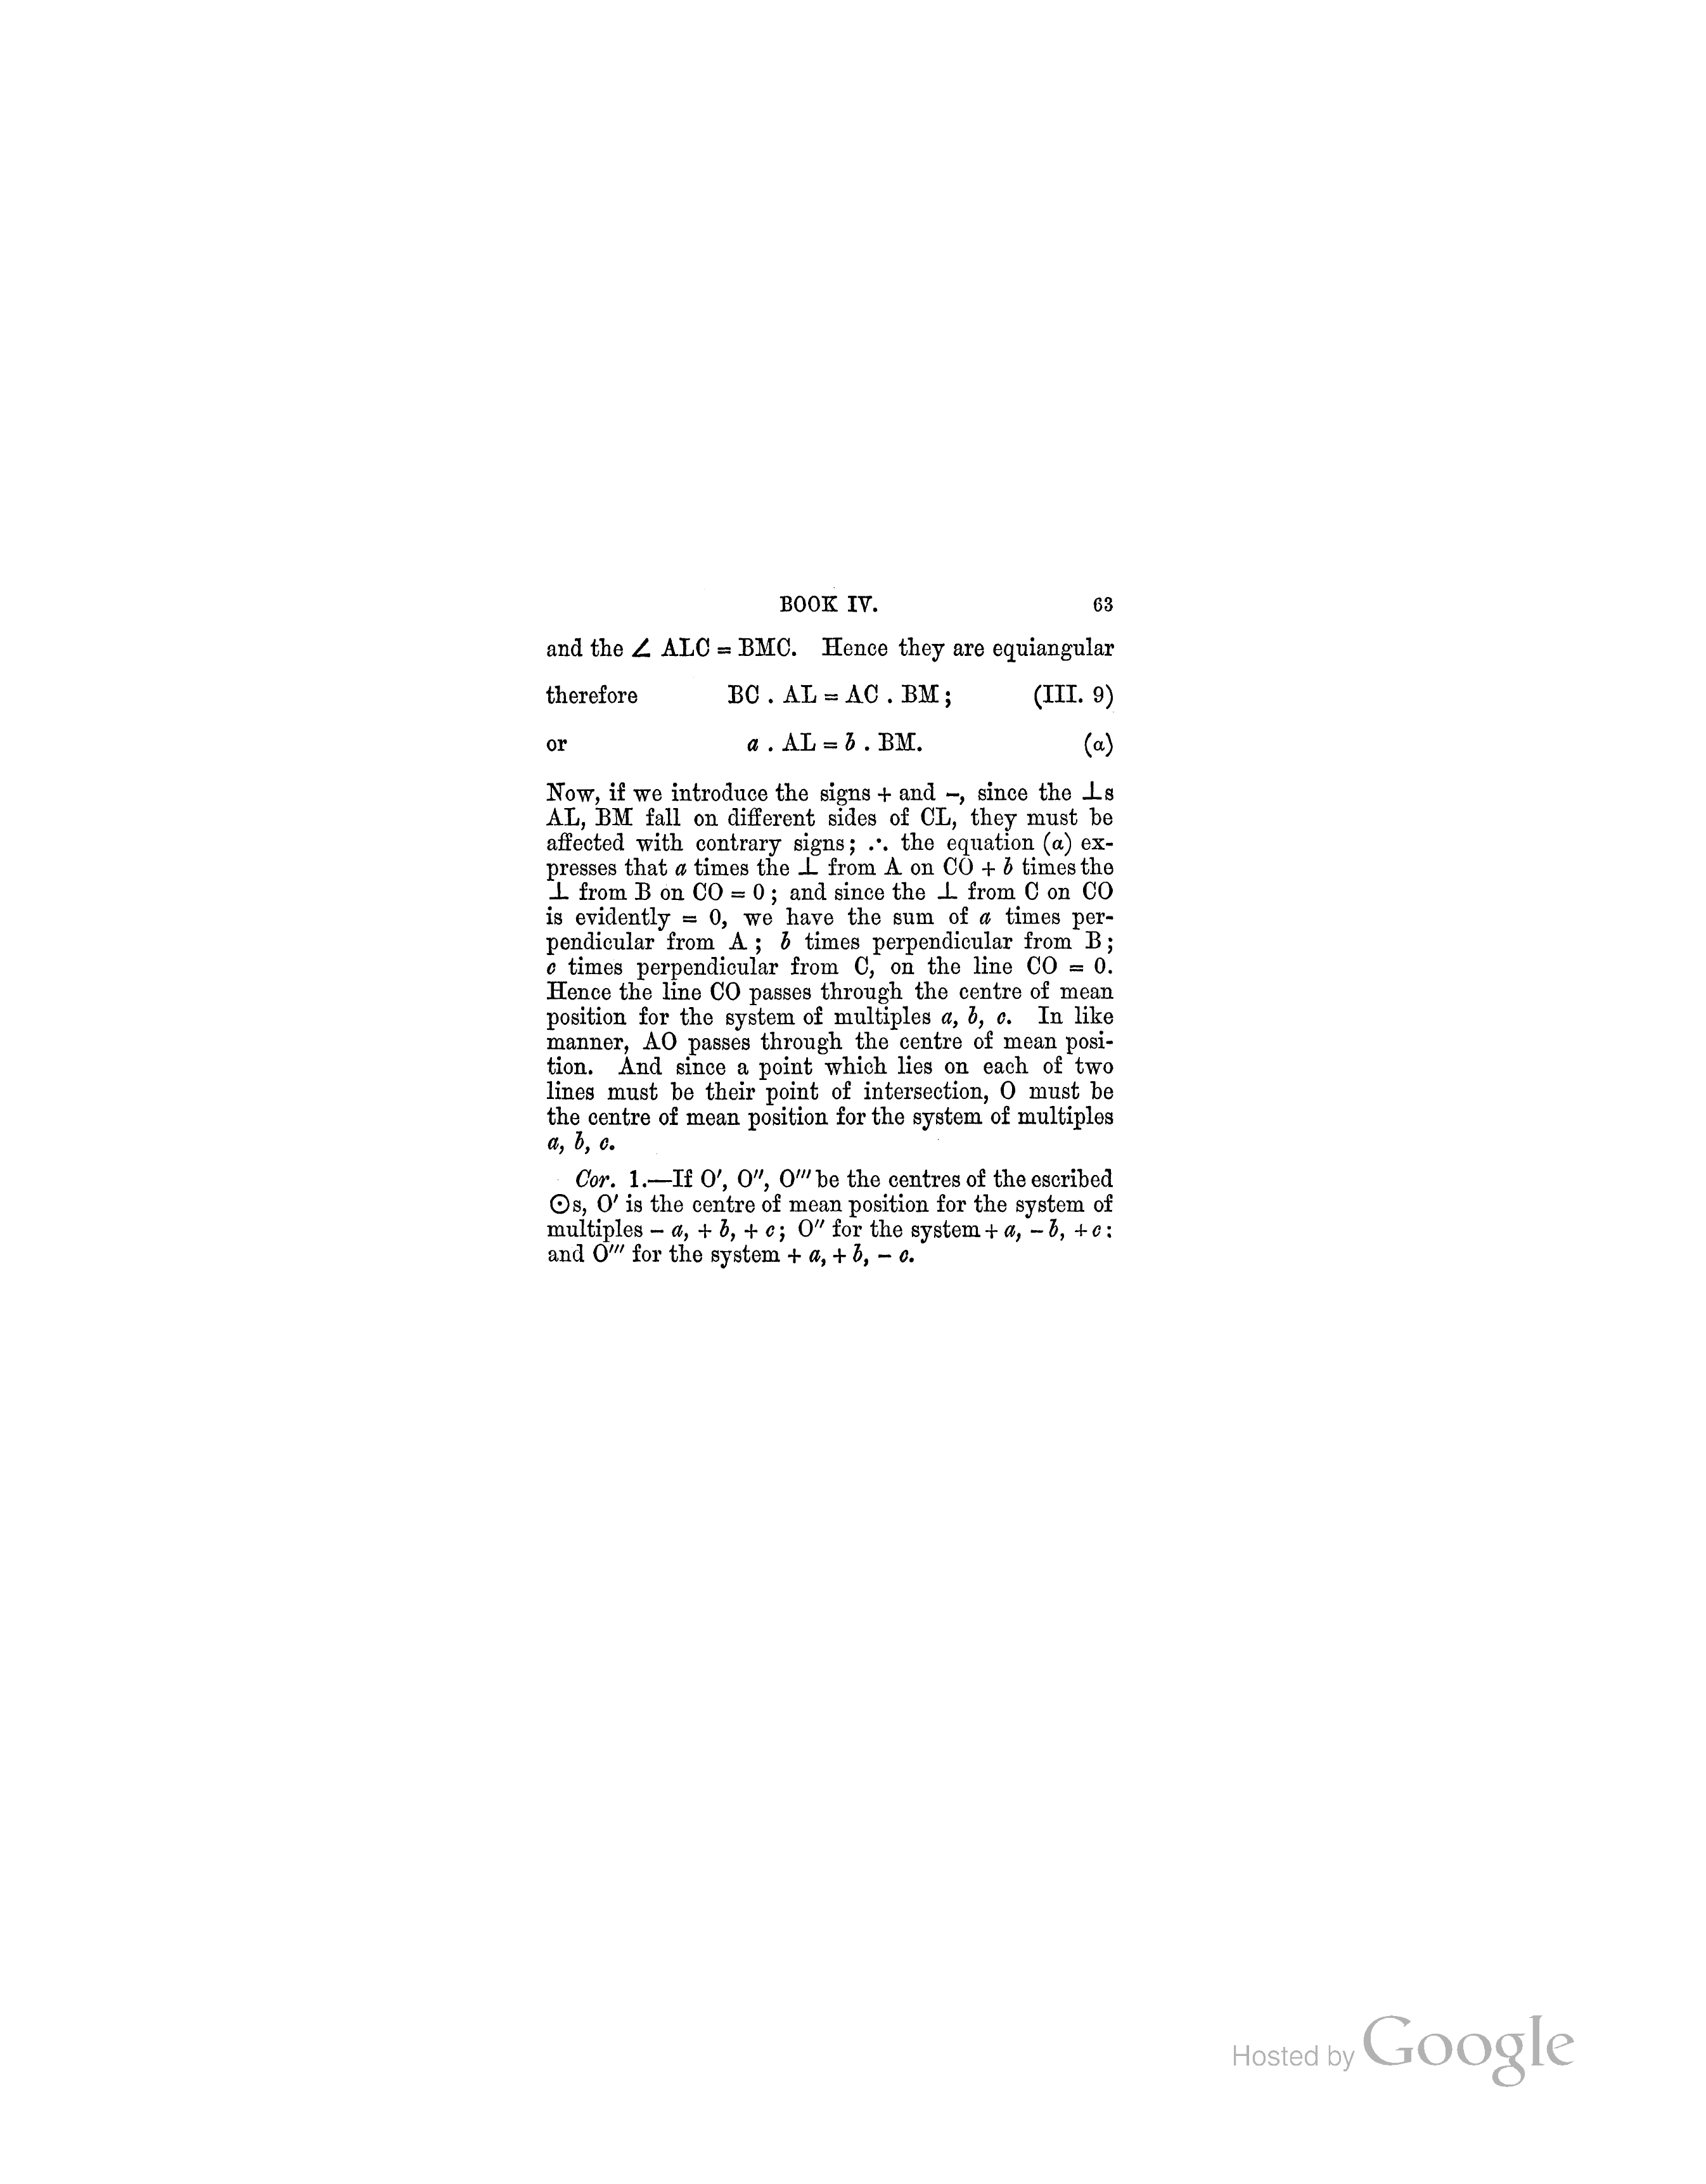 BOOK IV. 63
and the ∠ ALC = BMC. Hence they are equiangular
therefore BC . AL = AC . BM; (III. 9)
or a . AL = b . BM. (α)
Now, if we introduce the signs + and –, since the ⊥s
AL, BM fall on different sides of CL, they must be
affected with contrary signs; ∴ the equation (α) ex-
presses that a times the ⊥ from A on CO + b times the
⊥ from B on CO = 0; and since the ⊥ from C on CO
is evidently = 0, we have the sum of a times per-
pendicular from A; b times perpendicular from B;
c times perpendicular from C, on the line CO = 0.
Hence the line CO passes through the centre of mean
position for the system of multiples a, b, c. In like
manner, AO passes through the centre of mean posi-
tion. And since a point which lies on each of two
lines must be their point of intersection, O must be
the centre of mean position for the system of multiples
a, b, c.
Cor. 1.—If O′, O″, O‴ be the centres of the escribed
⊙s, O′ is the centre of mean position for the system of
multiples – a, + b, + c; O″ for the system + a, – b, + c:
and O‴ for the system + a, + b, – c.
Hosted by Google